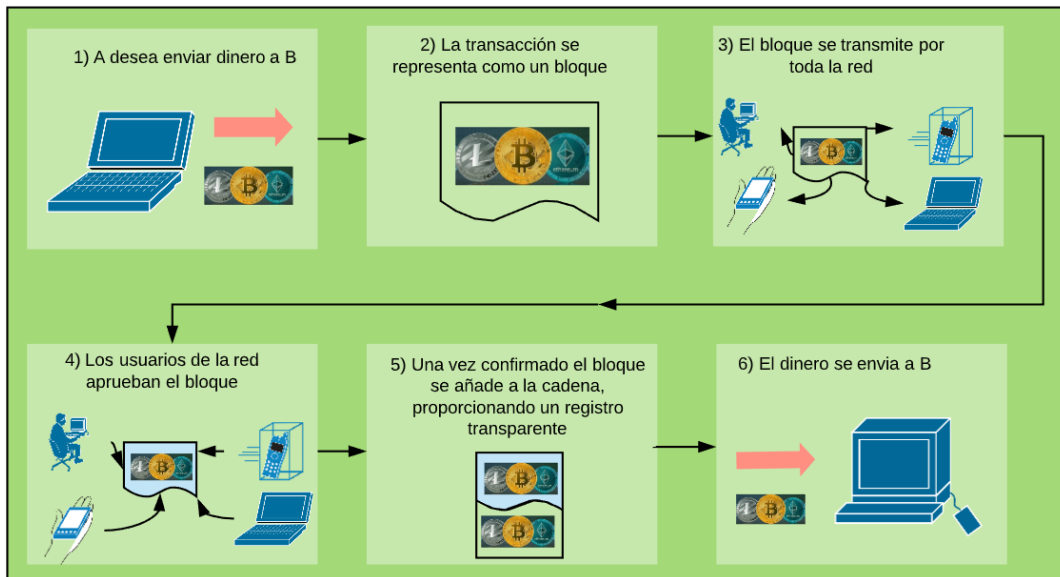 1) A desea enviar dinero a B
2) La transacción se
representa como un bloque
3) El bloque se transmite por
toda la red
4) Los usuarios de la red
aprueban el bloque
5) Una vez confirmado el bloque
se añade a la cadena,
proporcionando un registro
transparente
6) El dinero se envia a B